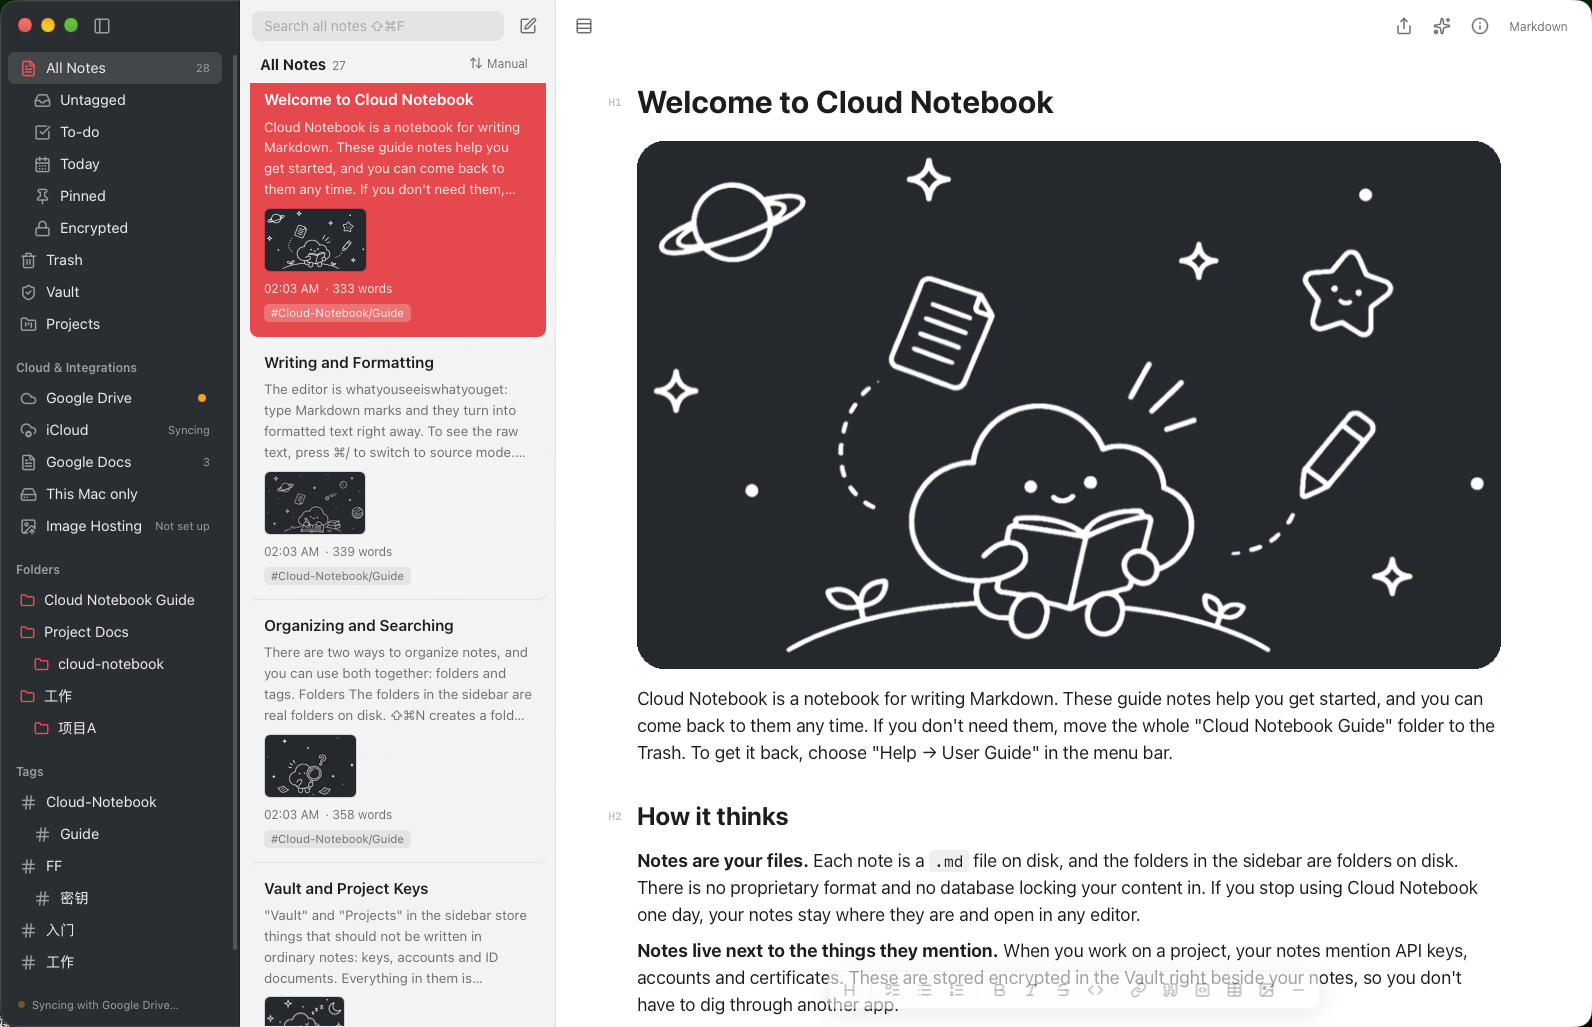 All Notes 28
Untagged
To-do
Today
Pinned
Encrypted
Trash
Vault
Projects
Cloud & Integrations
Google Drive
iCloud Syncing
Google Docs 3
This Mac only
Image Hosting Not set up
Folders
Cloud Notebook Guide
Project Docs
cloud-notebook
工作
项目A
Tags
Cloud-Notebook
Guide
FF
密钥
入门
工作
Syncing with Google Drive...
Search all notes ⇧⌘F
All Notes 27
Manual
Welcome to Cloud Notebook
Cloud Notebook is a notebook for writing
Markdown. These guide notes help you
get started, and you can come back to
them any time. If you don't need them,...
02:03 AM · 333 words
#Cloud-Notebook/Guide
Writing and Formatting
The editor is whatyouseeiswhatyouget:
type Markdown marks and they turn into
formatted text right away. To see the raw
text, press ⌘/ to switch to source mode....
02:03 AM · 339 words
#Cloud-Notebook/Guide
Organizing and Searching
There are two ways to organize notes, and
you can use both together: folders and
tags. Folders The folders in the sidebar are
real folders on disk. ⇧⌘N creates a fold...
02:03 AM · 358 words
#Cloud-Notebook/Guide
Vault and Project Keys
"Vault" and "Projects" in the sidebar store
things that should not be written in
ordinary notes: keys, accounts and ID
documents. Everything in them is...
Markdown
H1
Welcome to Cloud Notebook
Cloud Notebook is a notebook for writing Markdown. These guide notes help you get started, and you can
come back to them any time. If you don't need them, move the whole "Cloud Notebook Guide" folder to the
Trash. To get it back, choose "Help → User Guide" in the menu bar.
H2
How it thinks
Notes are your files. Each note is a .md file on disk, and the folders in the sidebar are folders on disk.
There is no proprietary format and no database locking your content in. If you stop using Cloud Notebook
one day, your notes stay where they are and open in any editor.
Notes live next to the things they mention. When you work on a project, your notes mention API keys,
accounts and certificates. These are stored encrypted in the Vault right beside your notes, so you don't
have to dig through another app.